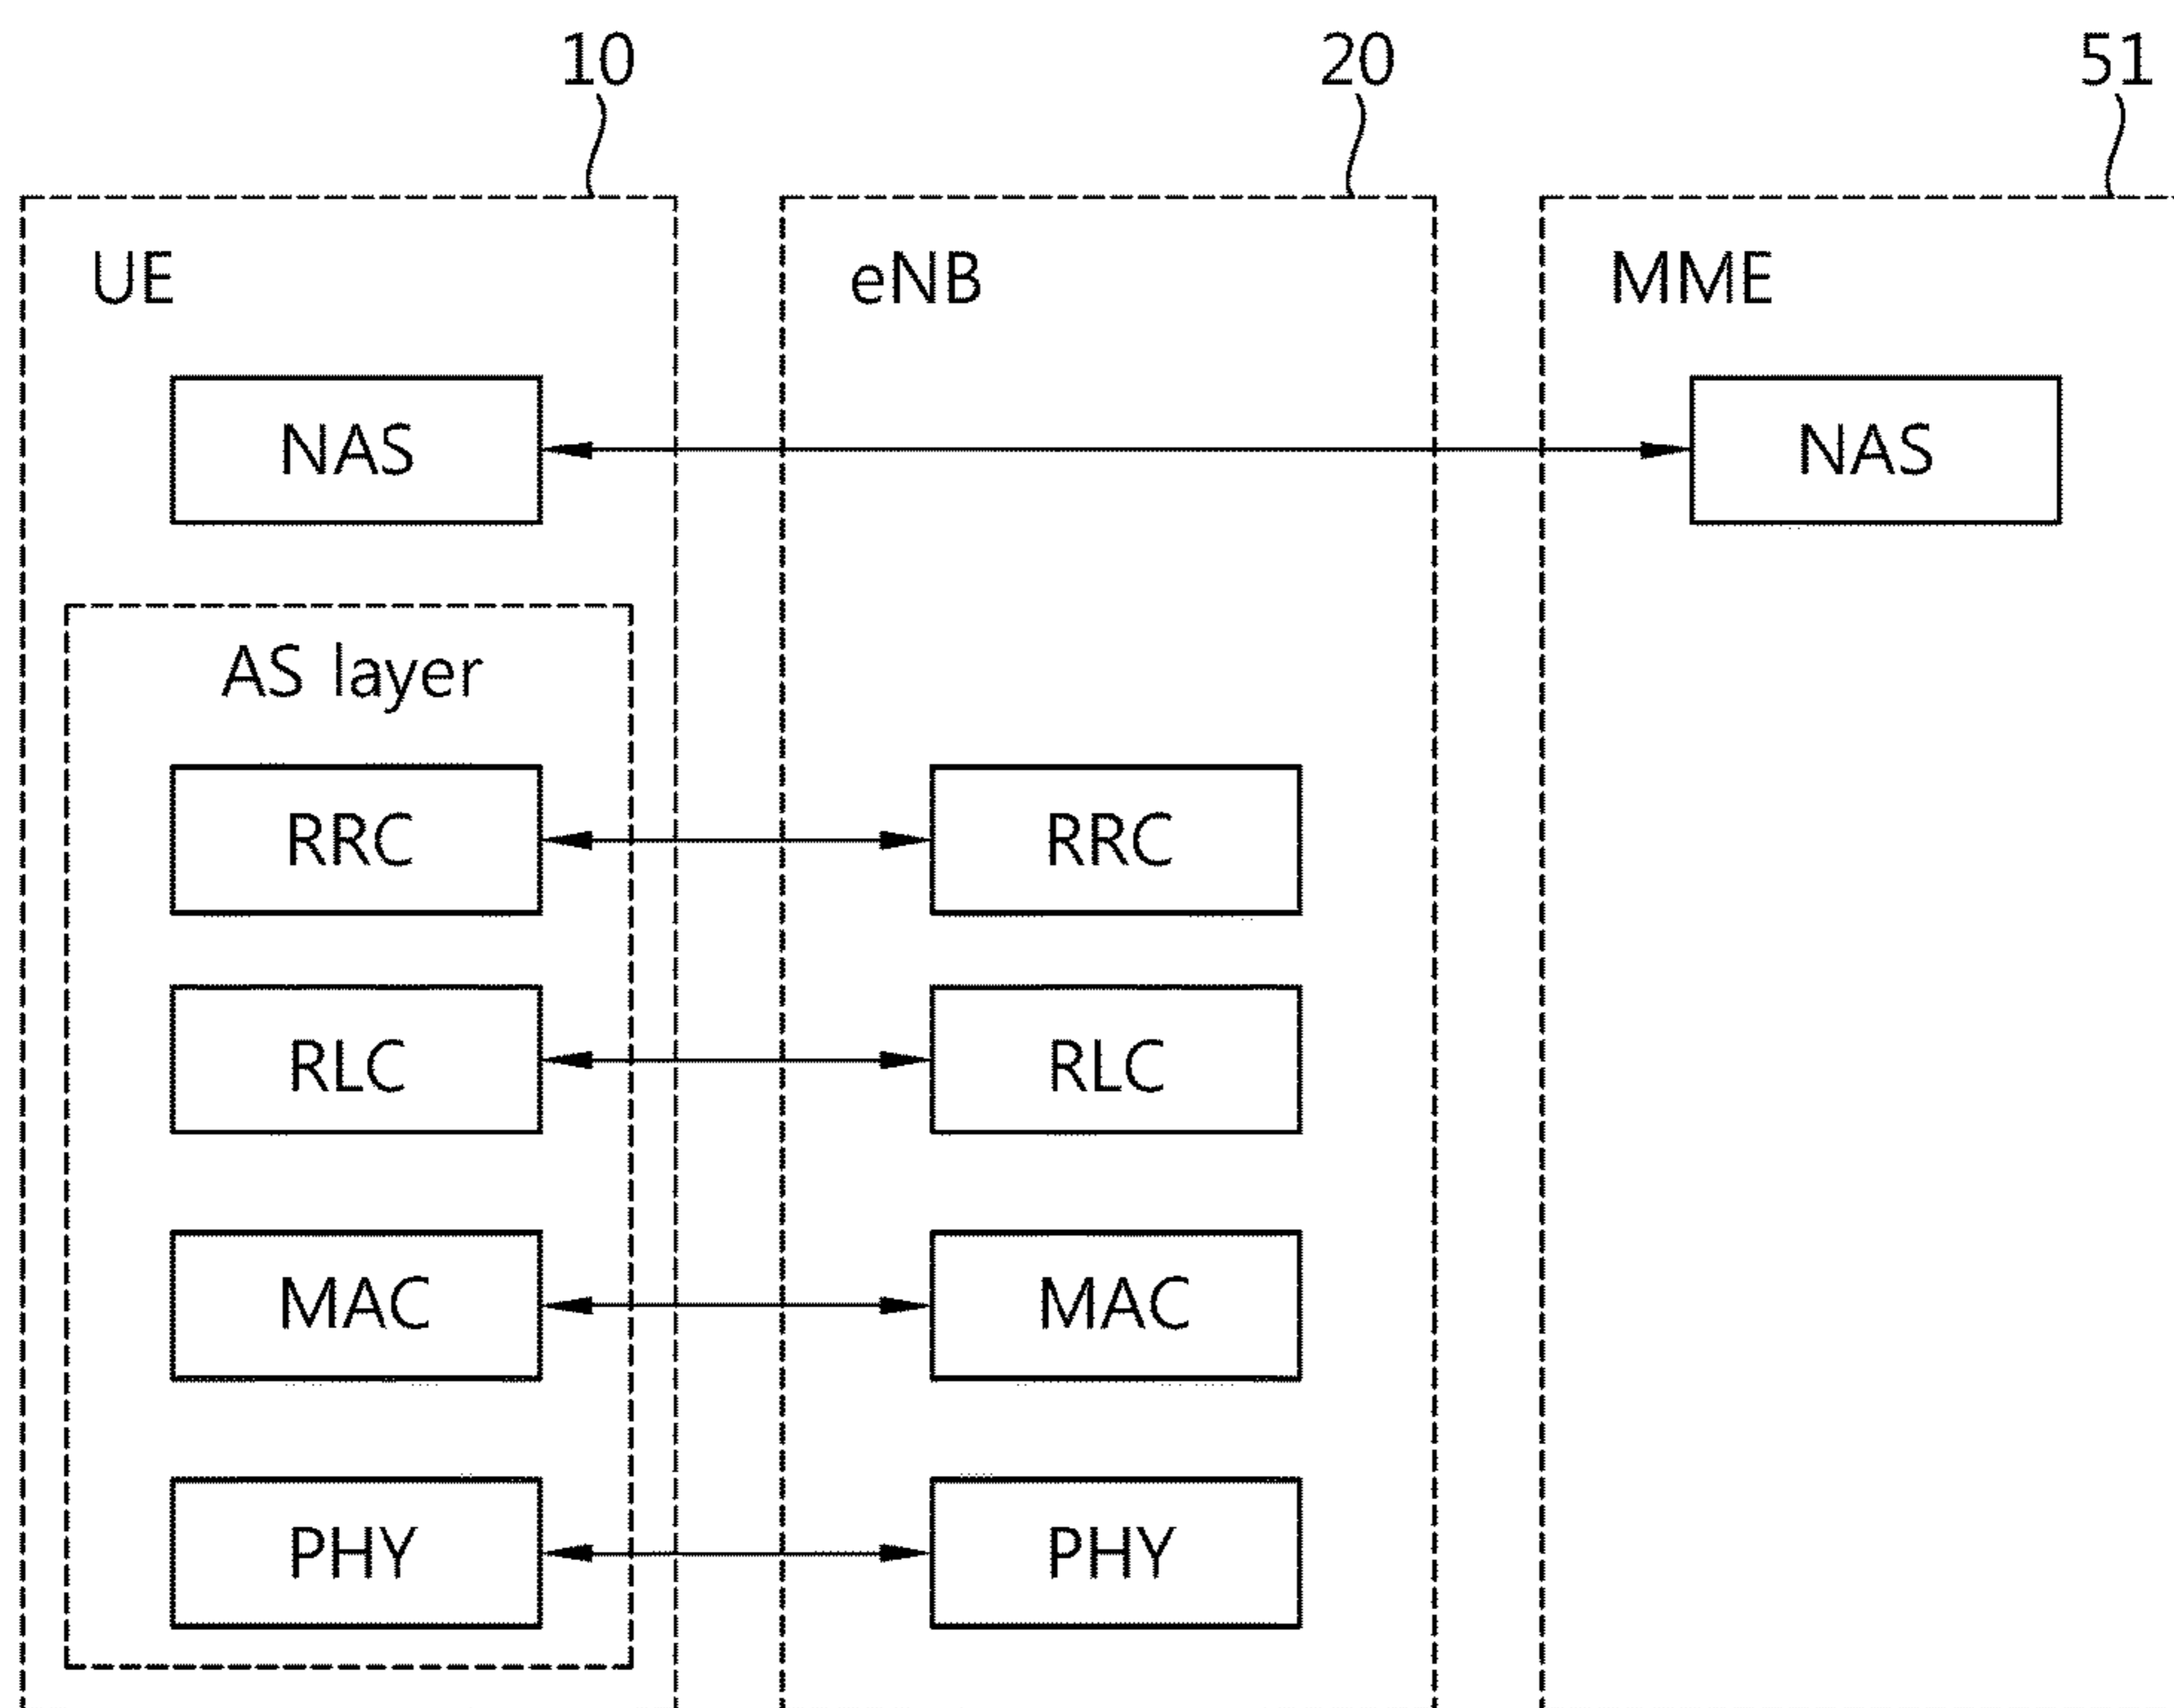 10
20
51
UE
eNB
MME
NAS
NAS
AS layer
RRC
RRC
RLC
RLC
MAC
MAC
PHY
PHY